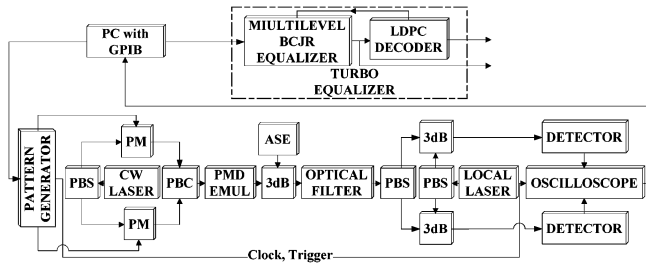 PC with
GPIB
MIULTILEVEL
BCJR
EQUALIZER
LDPC
DECODER
TURBO
EQUALIZER
PATTERN
GENERATOR
PM
PBS
CW
LASER
PBC
PM
PMD
EMUL
ASE
3dB
OPTICAL
FILTER
PBS
3dB
PBS
3dB
LOCAL
LASER
DETECTOR
OSCILLOSCOPE
DETECTOR
Clock, Trigger